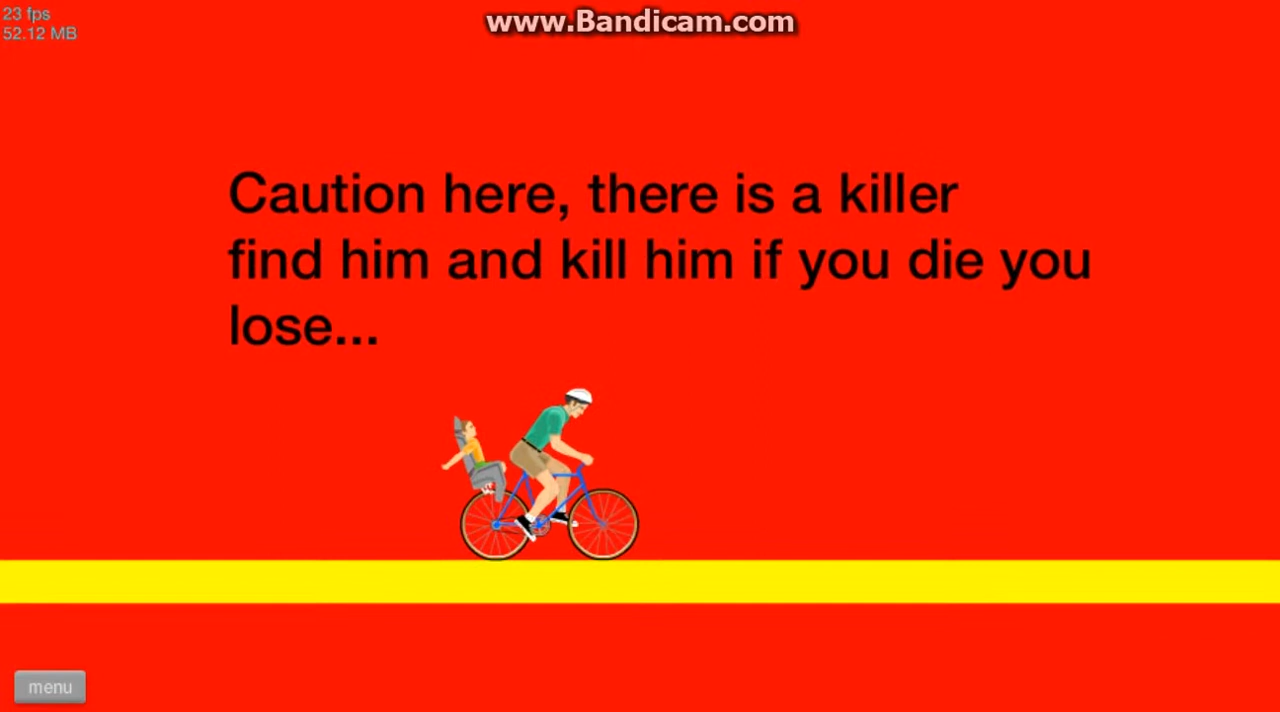 23 fps
52.12 MB
www.Bandicam.com
Caution here, there is a killer
find him and kill him if you die you
lose...
menu